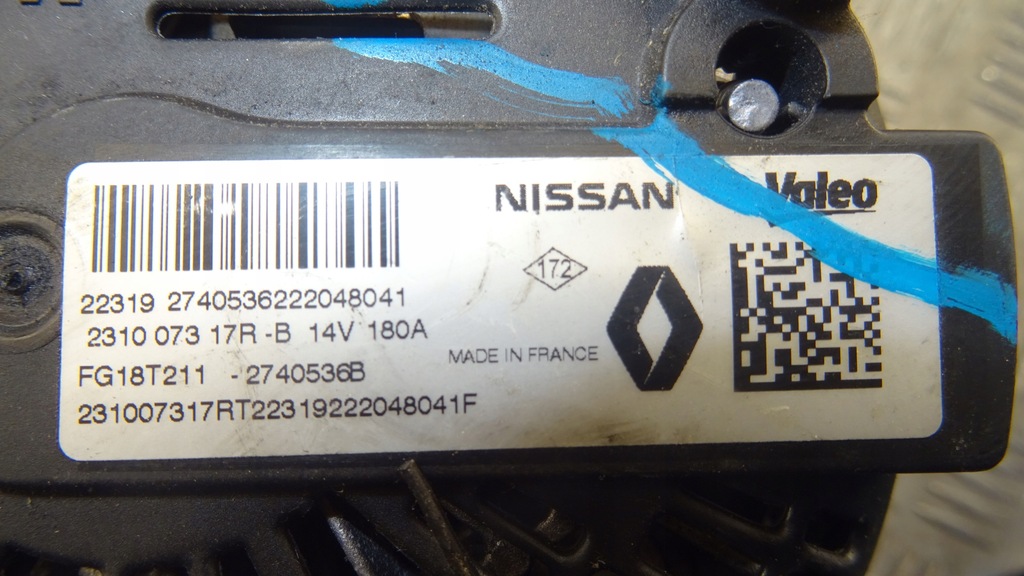 NISSAN
Valeo
172
22319 2740536222048041
2310 073 17R -B 14V 180A
MADE IN FRANCE
FG18T211 - 2740536B
231007317RT22319222048041F